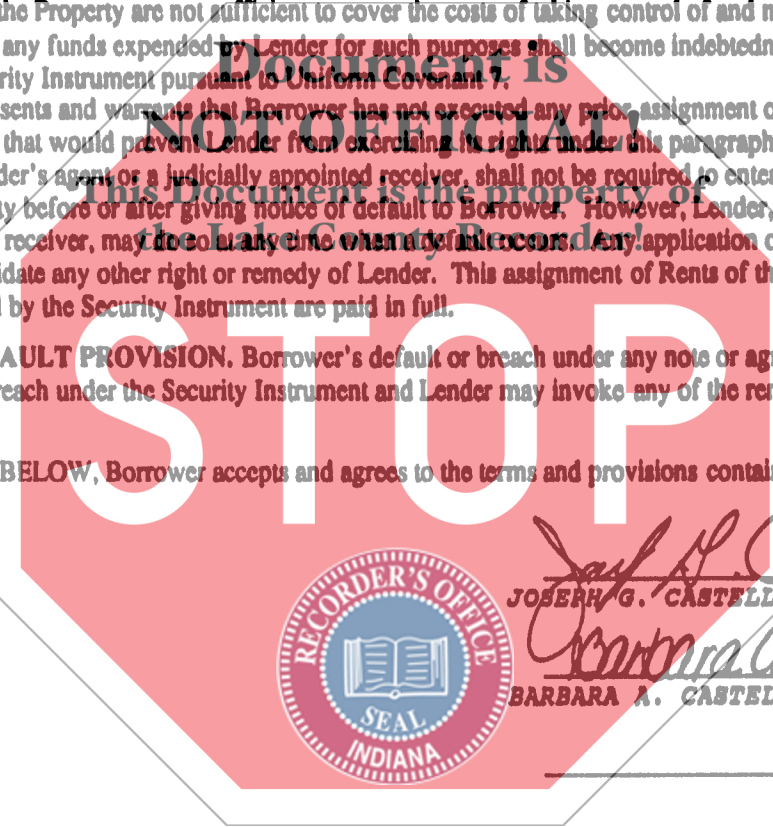 the Property are not sufficient to cover the costs of taking control of and m
any funds expended by Lender for such purposes shall become indebtedn
rity Instrument pursuant to Uniform Covenant 7.
sents and warrants that Borrower has not executed any prior assignment o
that would prevent Lender from exercising its rights under this paragraph
der's agent or a judicially appointed receiver, shall not be required to enter
ty before or after giving notice of default to Borrower. However, Lender,
receiver, may do so at any time when a default occurs. Any application o
idate any other right or remedy of Lender. This assignment of Rents of th
by the Security Instrument are paid in full.
AULT PROVISION. Borrower's default or breach under any note or agr
each under the Security Instrument and Lender may invoke any of the rem
BELOW, Borrower accepts and agrees to the terms and provisions contai
Document is
NOT OFFICIAL!
This Document is the property of
the Lake County Recorder!
STOP
JOSEPH G. CASTELL
Barbara
BARBARA A. CASTEL
RECORDER'S OFFICE
SEAL
INDIANA